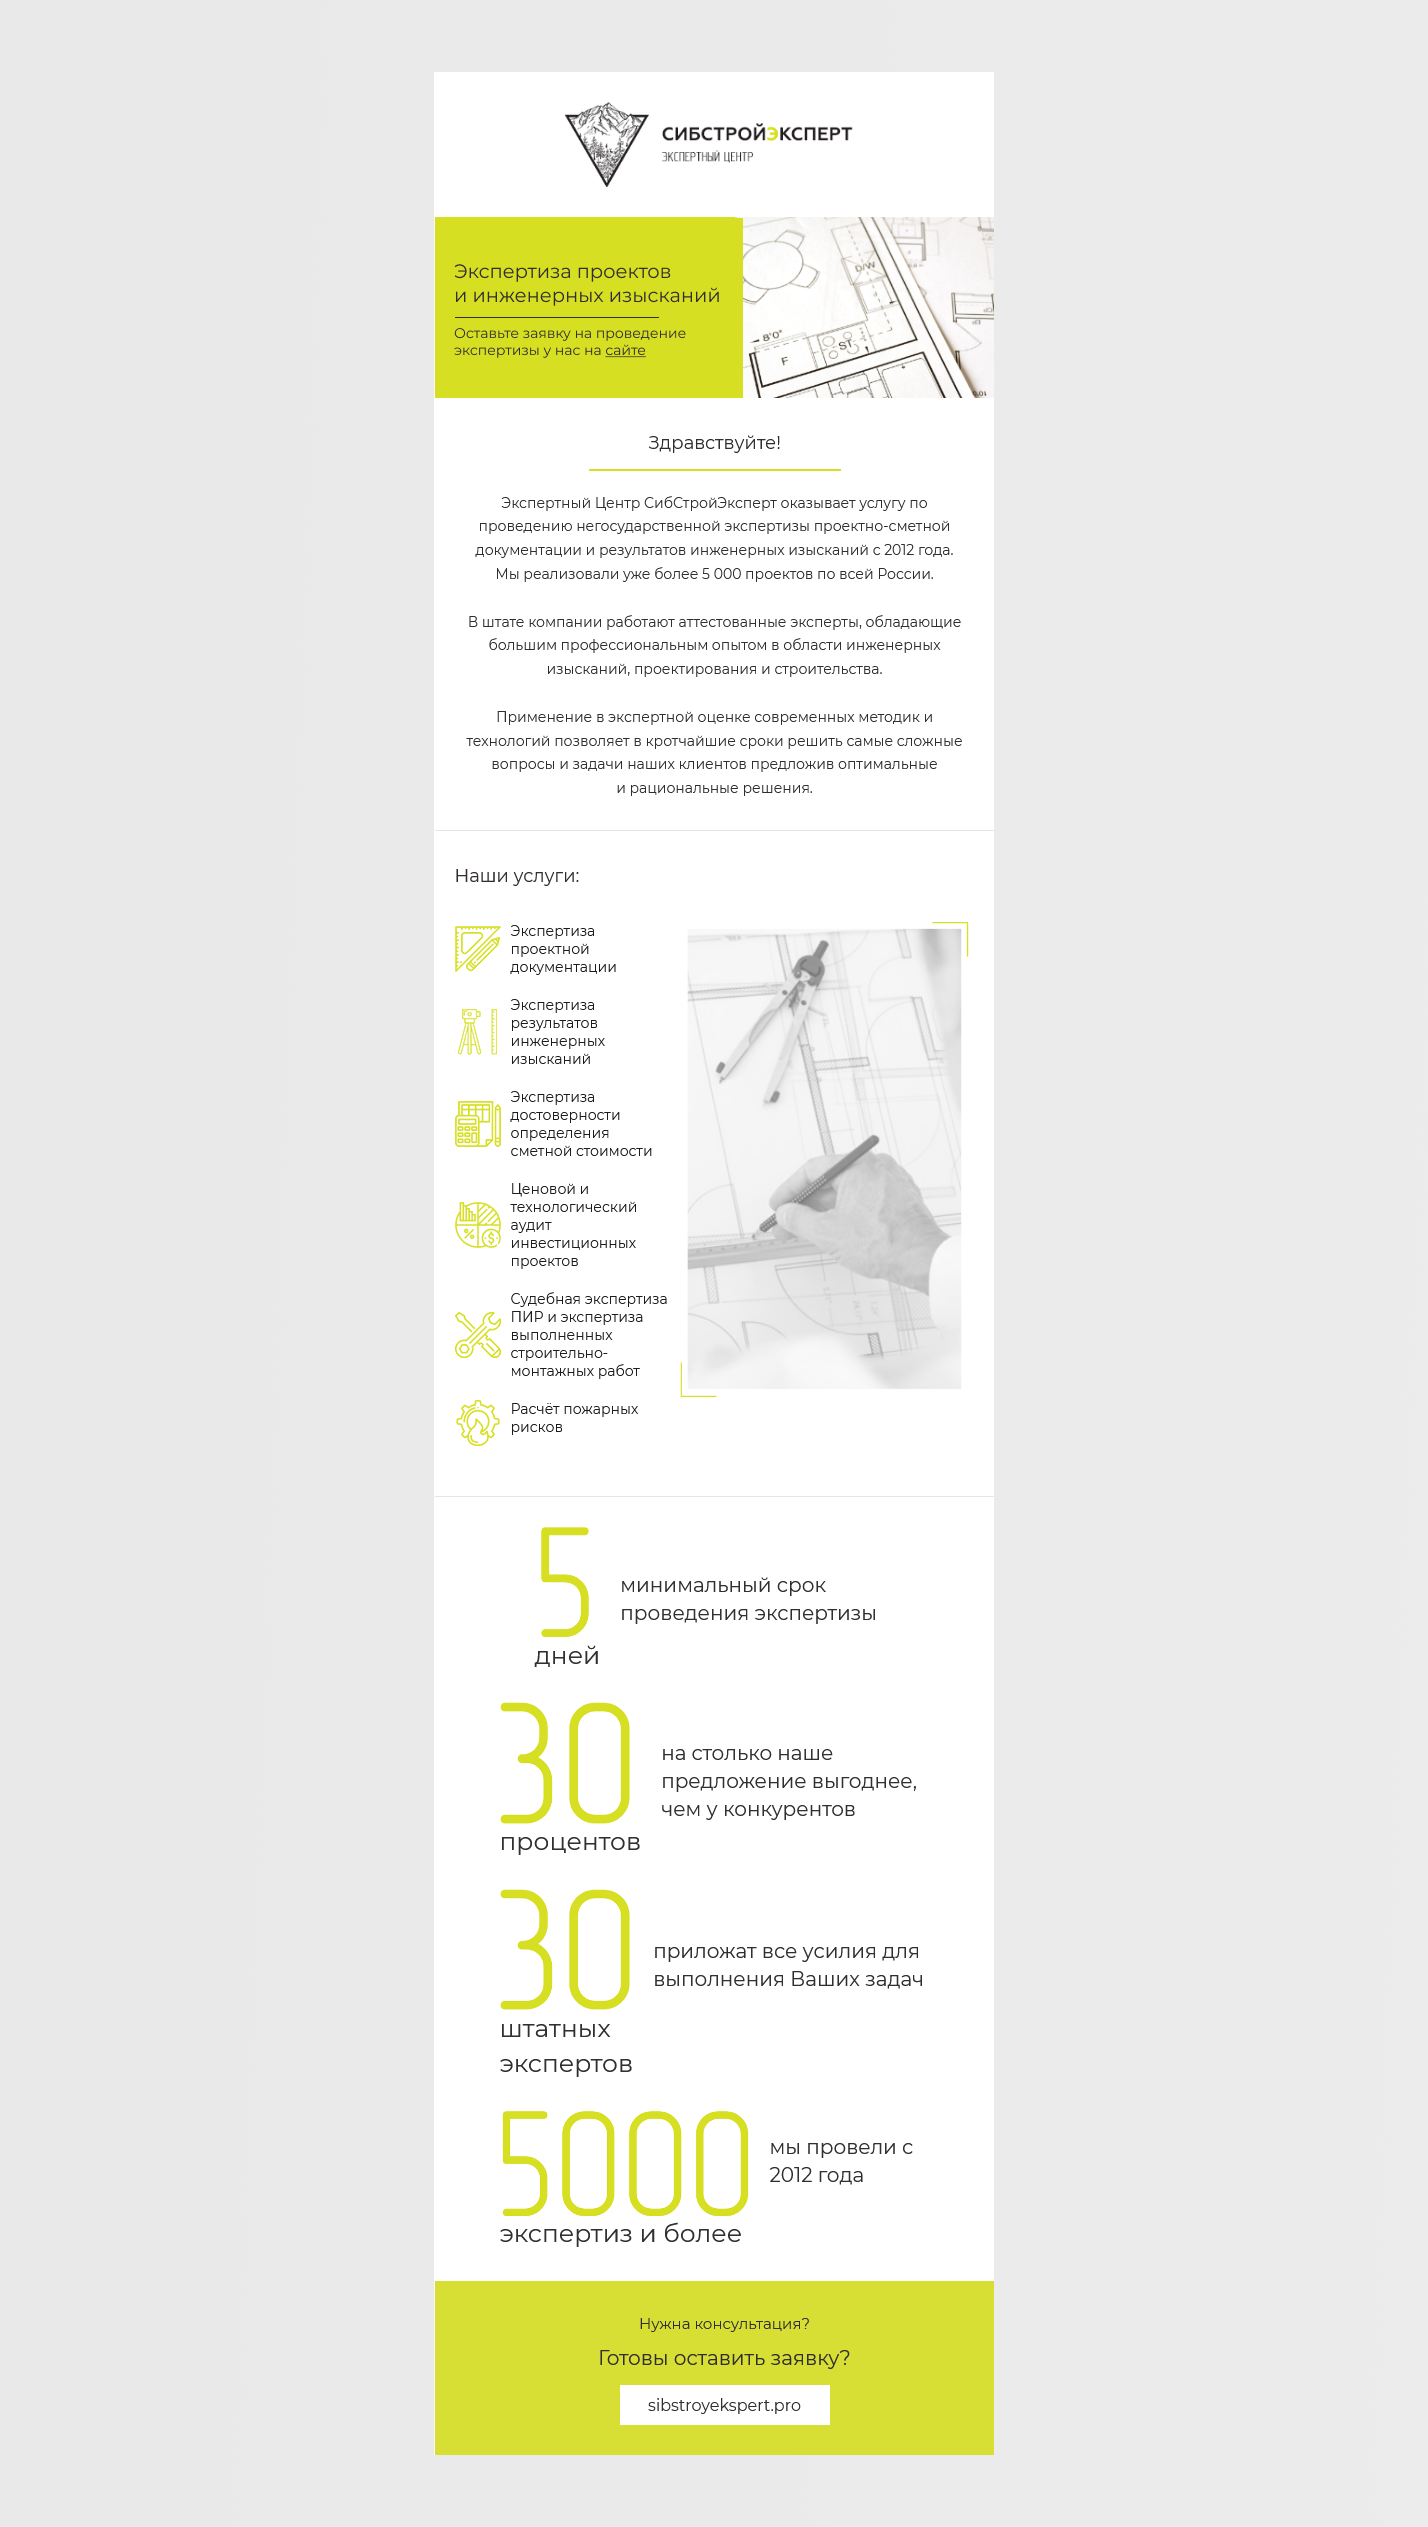 СИБСТРОЙЭКСПЕРТ
ЭКСПЕРТНЫЙ ЦЕНТР
Экспертиза проектов
и инженерных изысканий
Оставьте заявку на проведение
экспертизы у нас на сайте
D/W
8'0"
F
ST
Здравствуйте!
Экспертный Центр СибСтройЭксперт оказывает услугу по
проведению негосударственной экспертизы проектно-сметной
документации и результатов инженерных изысканий с 2012 года.
Мы реализовали уже более 5 000 проектов по всей России.
В штате компании работают аттестованные эксперты, обладающие
большим профессиональным опытом в области инженерных
изысканий, проектирования и строительства.
Применение в экспертной оценке современных методик и
технологий позволяет в кротчайшие сроки решить самые сложные
вопросы и задачи наших клиентов предложив оптимальные
и рациональные решения.
Наши услуги:
Экспертиза
проектной
документации
Экспертиза
результатов
инженерных
изысканий
Экспертиза
достоверности
определения
сметной стоимости
Ценовой и
технологический
аудит
инвестиционных
проектов
Судебная экспертиза
ПИР и экспертиза
выполненных
строительно-
монтажных работ
Расчёт пожарных
рисков
5
дней
минимальный срок
проведения экспертизы
30
процентов
на столько наше
предложение выгоднее,
чем у конкурентов
30
штатных
экспертов
приложат все усилия для
выполнения Ваших задач
5000
экспертиз и более
мы провели с
2012 года
Нужна консультация?
Готовы оставить заявку?
sibstroyekspert.pro